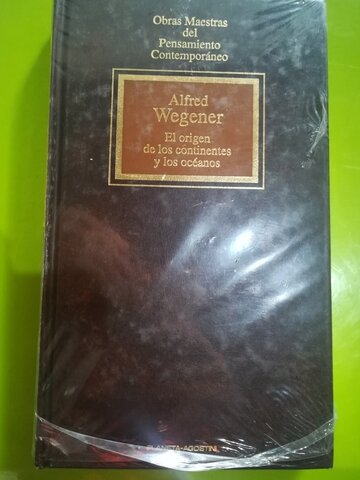 Obras Maestras
del
Pensamiento
Contemporáneo
Alfred
Wegener
El origen
de los continentes
y los océanos
PLANETA-AGOSTINI